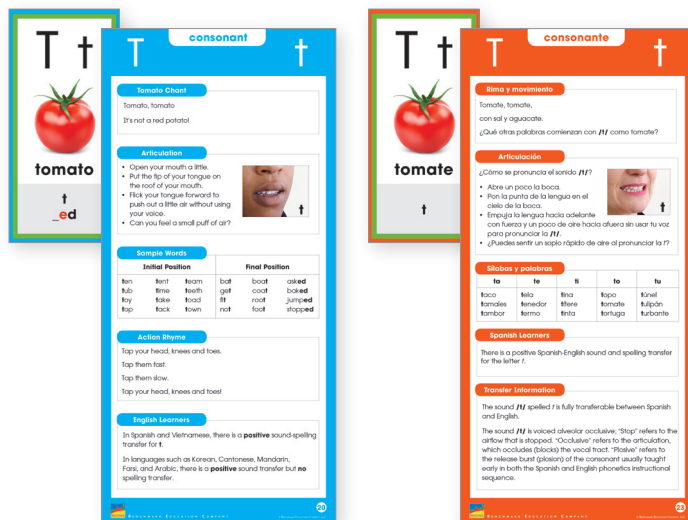 T t
tomato
t
_ed
consonant
T t
Tomato Chant
Tomato, tomato
It's not a red potato!
Articulation
• Open your mouth a little.
• Put the tip of your tongue on
the roof of your mouth.
• Flick your tongue forward to
push out a little air without using
your voice.
• Can you feel a small puff of air?
t
Sample Words
Initial Position Final Position
ten tent team bat boat asked
tub time teeth get coat baked
toy take toad fit root jumped
top tack town not foot stopped
Action Rhyme
Tap your head, knees and toes.
Tap them fast.
Tap them slow.
Tap your head, knees and toes!
English Learners
In Spanish and Vietnamese, there is a positive sound-spelling
transfer for t.
In languages such as Korean, Cantonese, Mandarin,
Farsi, and Arabic, there is a positive sound transfer but no
spelling transfer.
Benchmark Education Company
20
T t
tomate
t
consonante
T t
Rima y movimiento
Tomate, tomate,
con sal y aguacate.
¿Qué otras palabras comienzan con /t/ como tomate?
Articulación
¿Cómo se pronuncia el sonido /t/?
• Abre un poco la boca.
• Pon la punta de la lengua en el
cielo de la boca.
• Empuja la lengua hacia adelante
con fuerza y un poco de aire hacia afuera sin usar tu voz
para pronunciar la /t/.
• ¿Puedes sentir un soplo rápido de aire al pronunciar la t?
t
Sílabas y palabras
ta te ti to tu
taco tela tina topo túnel
tamales tenedor títere tomate tulipán
tambor termo tinta tortuga turbante
Spanish Learners
There is a positive Spanish-English sound and spelling transfer
for the letter t.
Transfer Information
The sound /t/ spelled t is fully transferable between Spanish
and English.
The sound /t/ is voiced alveolar occlusive; "Stop" refers to the
airflow that is stopped. "Occlusive" refers to the articulation,
which occludes (blocks) the vocal tract. "Plosive" refers to
the release burst (plosion) of the consonant usually taught
early in both the Spanish and English phonetics instructional
sequence.
Benchmark Education Company
23